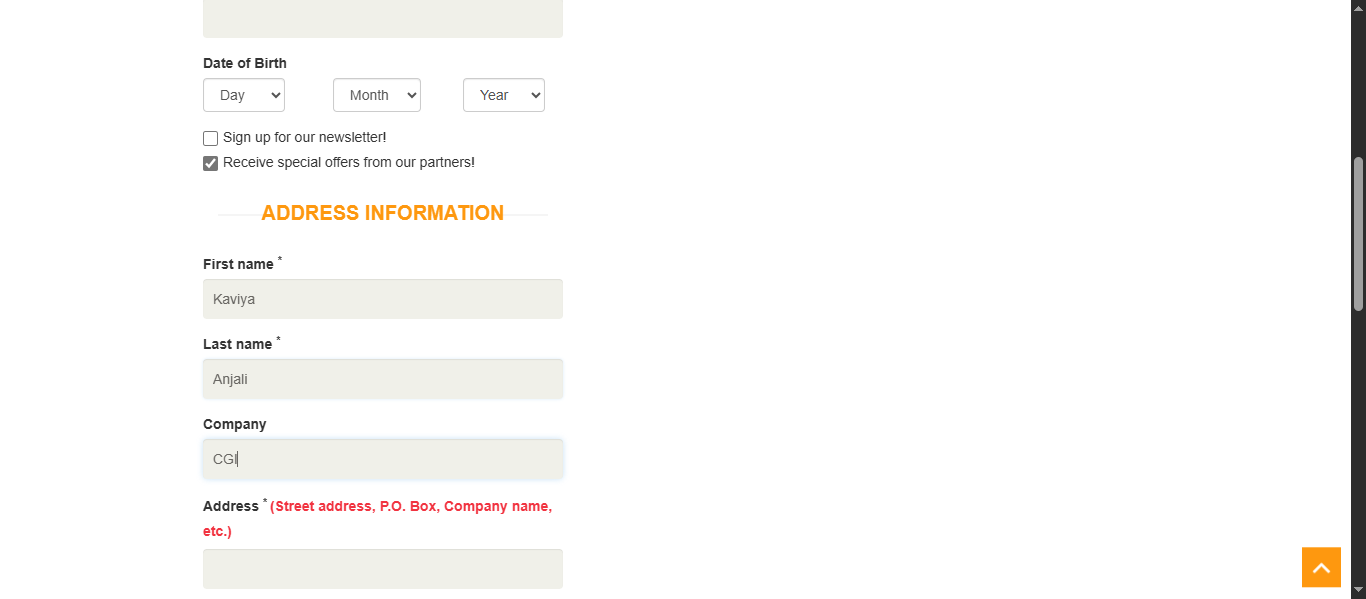 Date of Birth
Day Month Year
Sign up for our newsletter!
Receive special offers from our partners!
ADDRESS INFORMATION
First name *
Kaviya
Last name *
Anjali
Company
CGI
Address * (Street address, P.O. Box, Company name,
etc.)